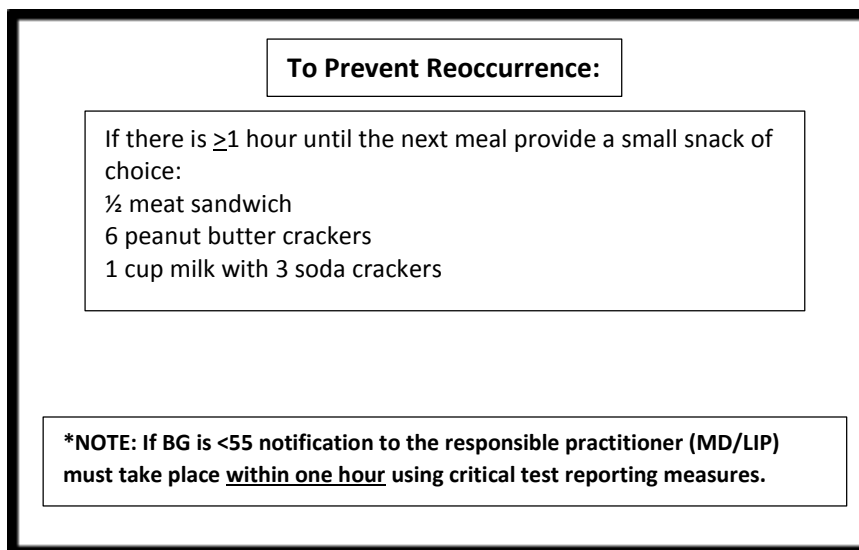 To Prevent Reoccurrence:
If there is >1 hour until the next meal provide a small snack of
choice:
½ meat sandwich
6 peanut butter crackers
1 cup milk with 3 soda crackers
*NOTE: If BG is <55 notification to the responsible practitioner (MD/LIP)
must take place within one hour using critical test reporting measures.